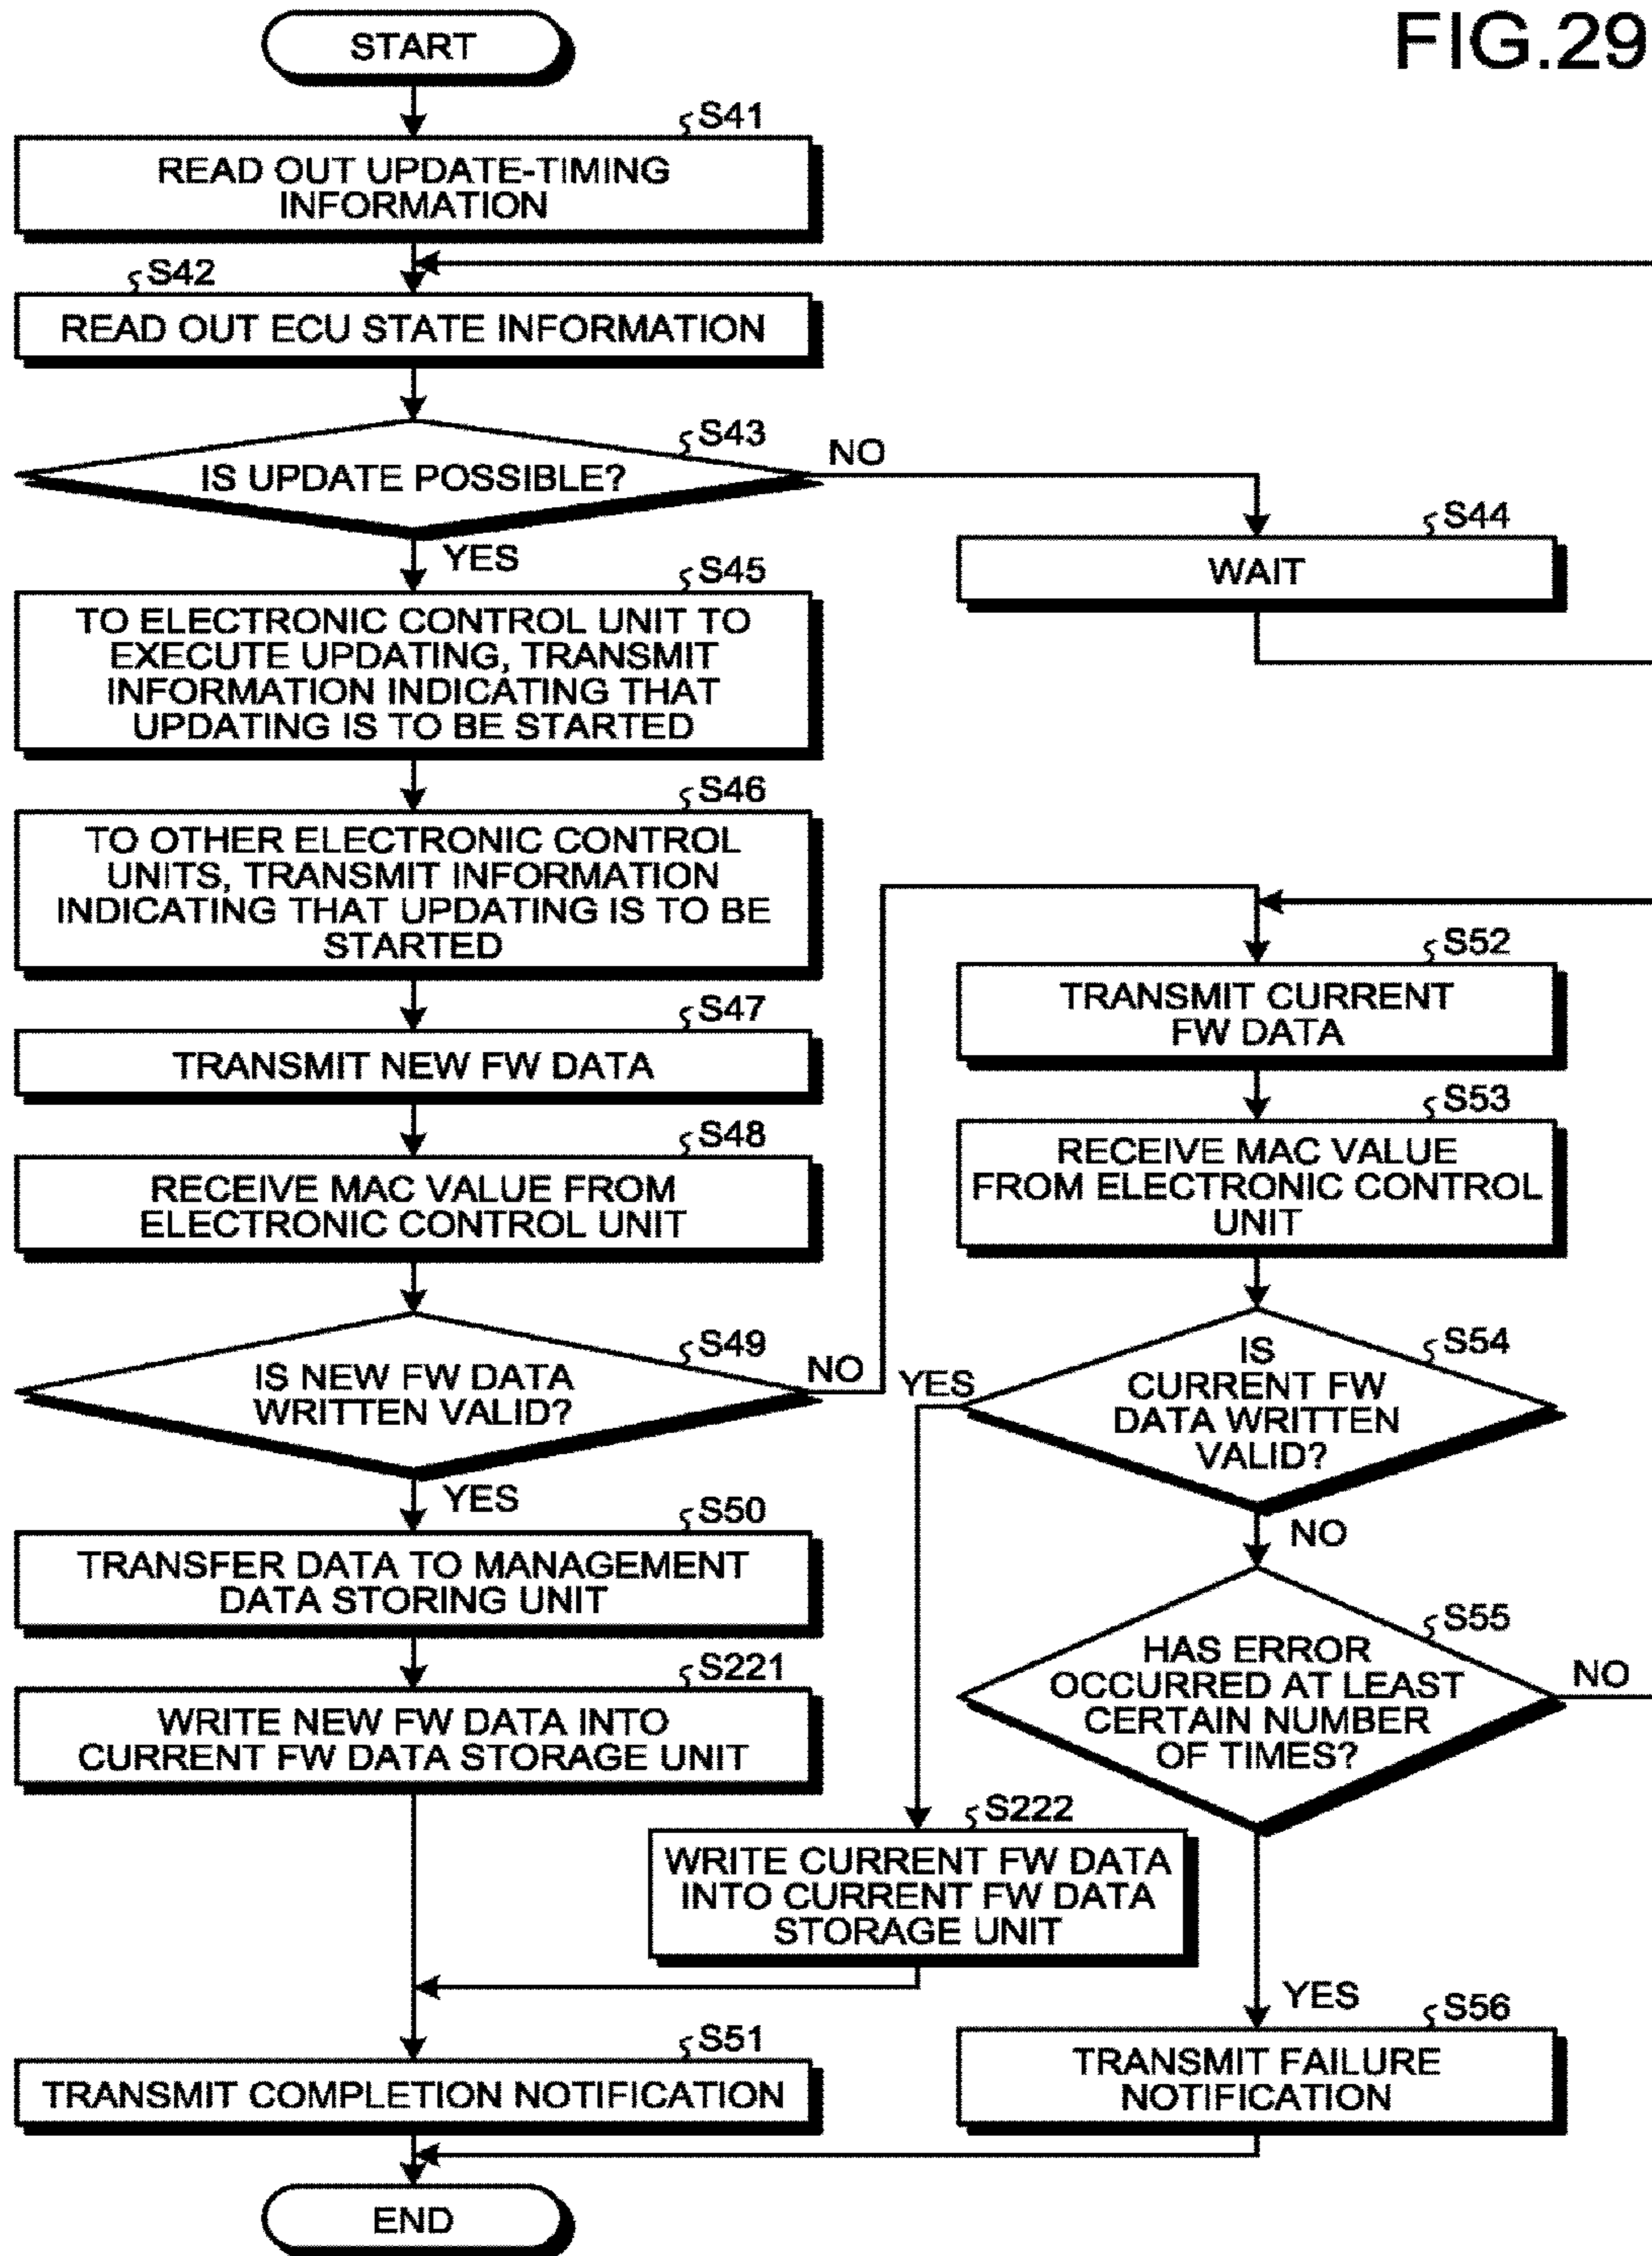 FIG.29
START
S41
READ OUT UPDATE-TIMING
INFORMATION
S42
READ OUT ECU STATE INFORMATION
S43
IS UPDATE POSSIBLE?
NO
YES
S44
WAIT
S45
TO ELECTRONIC CONTROL UNIT TO
EXECUTE UPDATING, TRANSMIT
INFORMATION INDICATING THAT
UPDATING IS TO BE STARTED
S46
TO OTHER ELECTRONIC CONTROL
UNITS, TRANSMIT INFORMATION
INDICATING THAT UPDATING IS TO BE
STARTED
S47
TRANSMIT NEW FW DATA
S48
RECEIVE MAC VALUE FROM
ELECTRONIC CONTROL UNIT
S49
IS NEW FW DATA
WRITTEN VALID?
NO
YES
S50
TRANSFER DATA TO MANAGEMENT
DATA STORING UNIT
S221
WRITE NEW FW DATA INTO
CURRENT FW DATA STORAGE UNIT
S52
TRANSMIT CURRENT
FW DATA
S53
RECEIVE MAC VALUE
FROM ELECTRONIC CONTROL
UNIT
S54
IS
CURRENT FW
DATA WRITTEN
VALID?
YES
NO
S55
HAS ERROR
OCCURRED AT LEAST
CERTAIN NUMBER
OF TIMES?
NO
YES
S222
WRITE CURRENT FW DATA
INTO CURRENT FW DATA
STORAGE UNIT
S51
TRANSMIT COMPLETION NOTIFICATION
S56
TRANSMIT FAILURE
NOTIFICATION
END